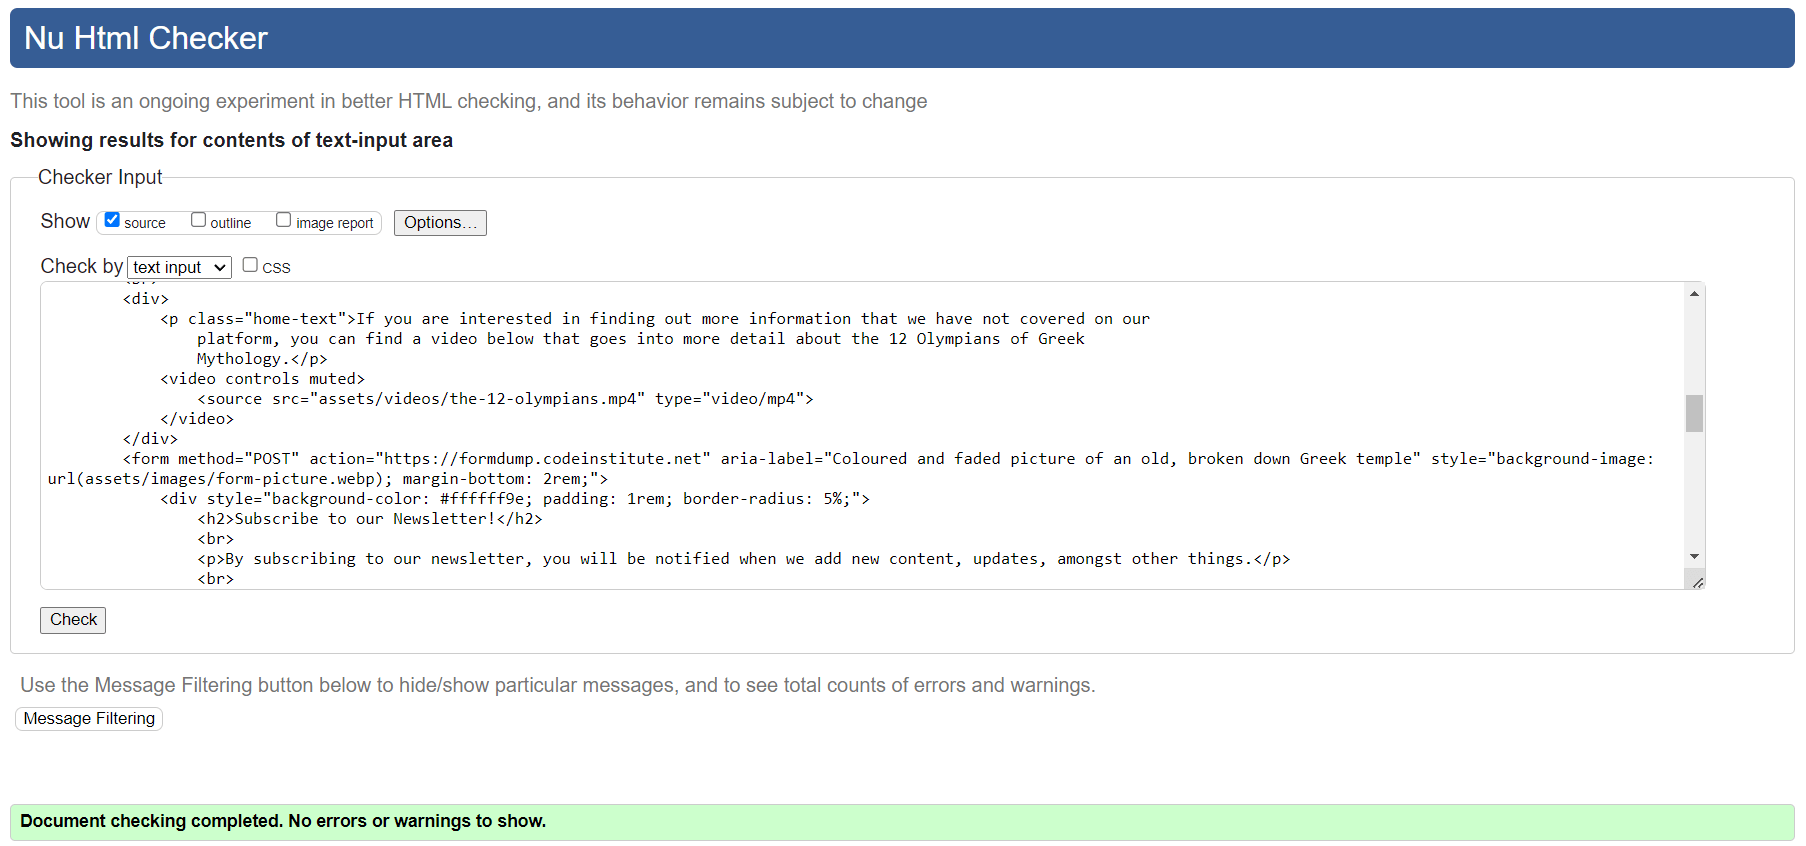 Nu Html Checker
This tool is an ongoing experiment in better HTML checking, and its behavior remains subject to change
Showing results for contents of text-input area
Checker Input
Show source outline image report Options...
Check by text input CSS
<div>
<p class="home-text">If you are interested in finding out more information that we have not covered on our
platform, you can find a video below that goes into more detail about the 12 Olympians of Greek
Mythology.</p>
<video controls muted>
<source src="assets/videos/the-12-olympians.mp4" type="video/mp4">
</video>
</div>
<form method="POST" action="https://formdump.codeinstitute.net" aria-label="Coloured and faded picture of an old, broken down Greek temple" style="background-image:
url(assets/images/form-picture.webp); margin-bottom: 2rem;">
<div style="background-color: #ffffff9e; padding: 1rem; border-radius: 5%;">
<h2>Subscribe to our Newsletter!</h2>
<br>
<p>By subscribing to our newsletter, you will be notified when we add new content, updates, amongst other things.</p>
<br>
Check
Use the Message Filtering button below to hide/show particular messages, and to see total counts of errors and warnings.
Message Filtering
Document checking completed. No errors or warnings to show.